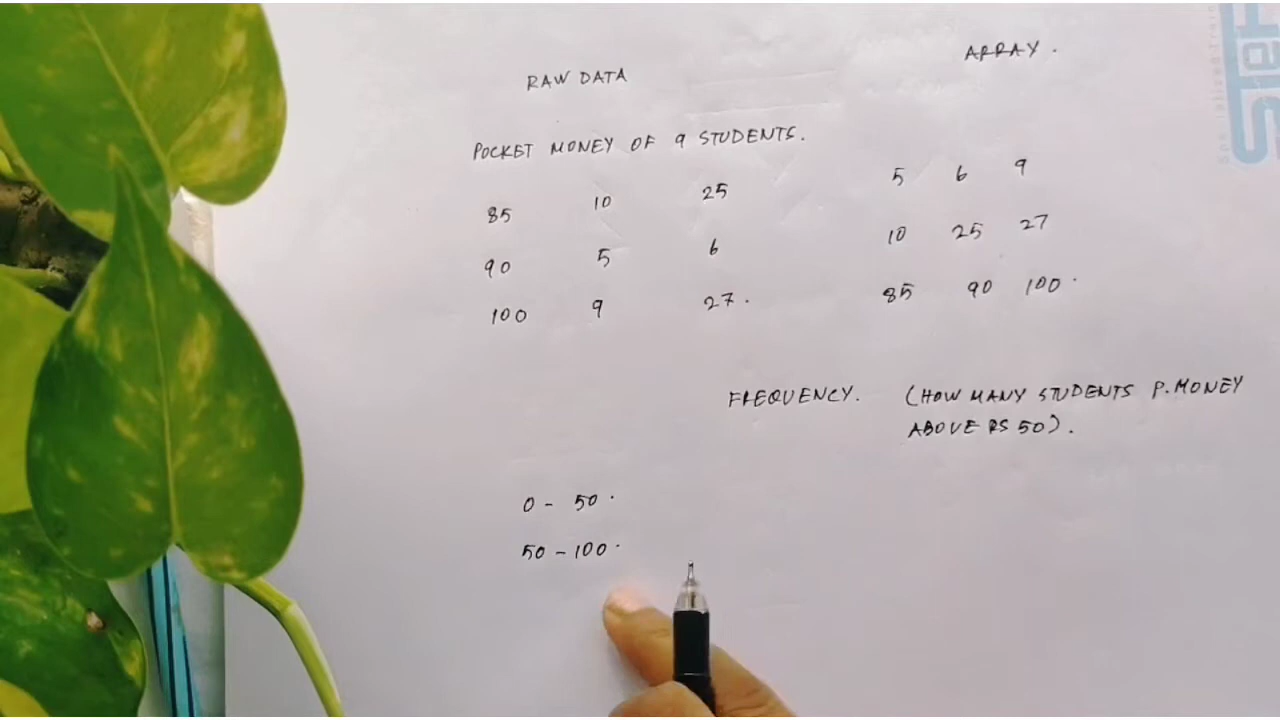 RAW DATA
POCKET MONEY OF 9 STUDENTS.
85 10 25
90 5 6
100 9 27.
ARRAY.
5 6 9
10 25 27
85 90 100.
FREQUENCY. (HOW MANY STUDENTS P. MONEY
ABOVE RS 50).
0 - 50.
50 - 100.